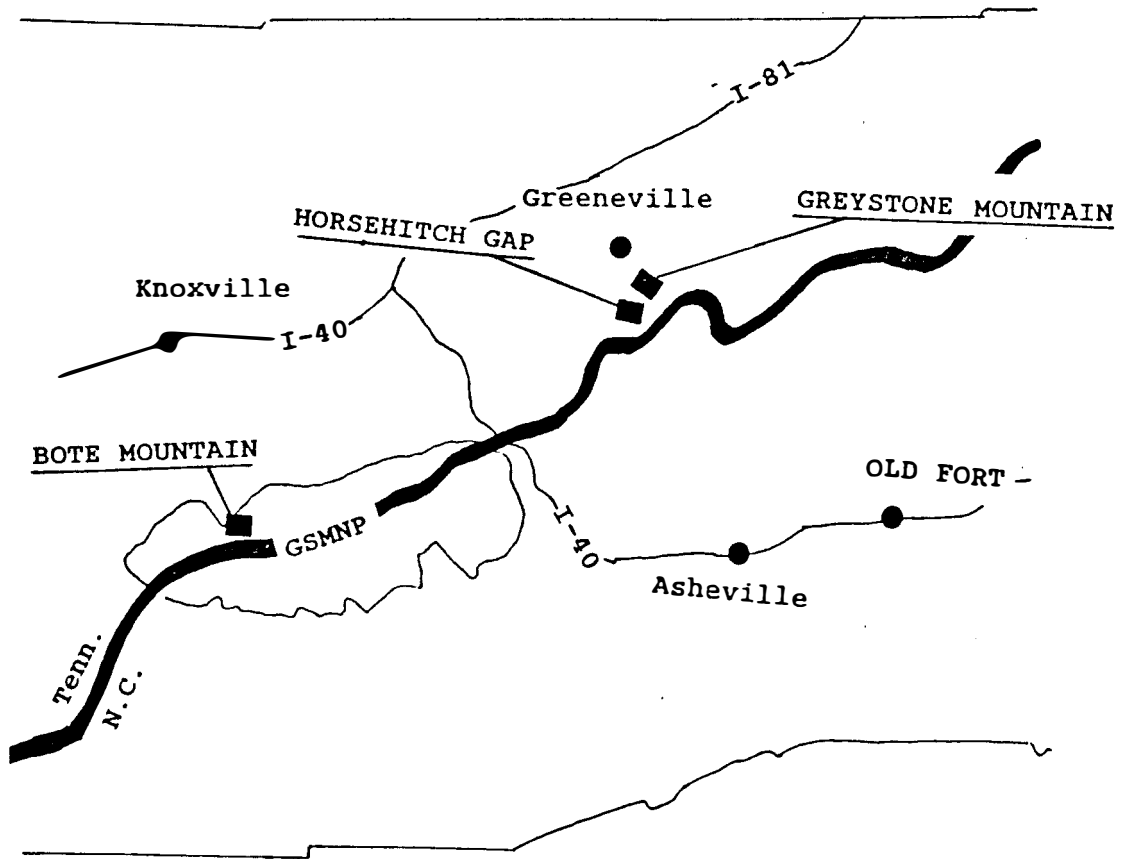 I-81
Greeneville
GREYSTONE MOUNTAIN
HORSEHITCH GAP
Knoxville
I-40
BOTE MOUNTAIN
OLD FORT
GSMNP
I-40
Asheville
Tenn.
N.C.